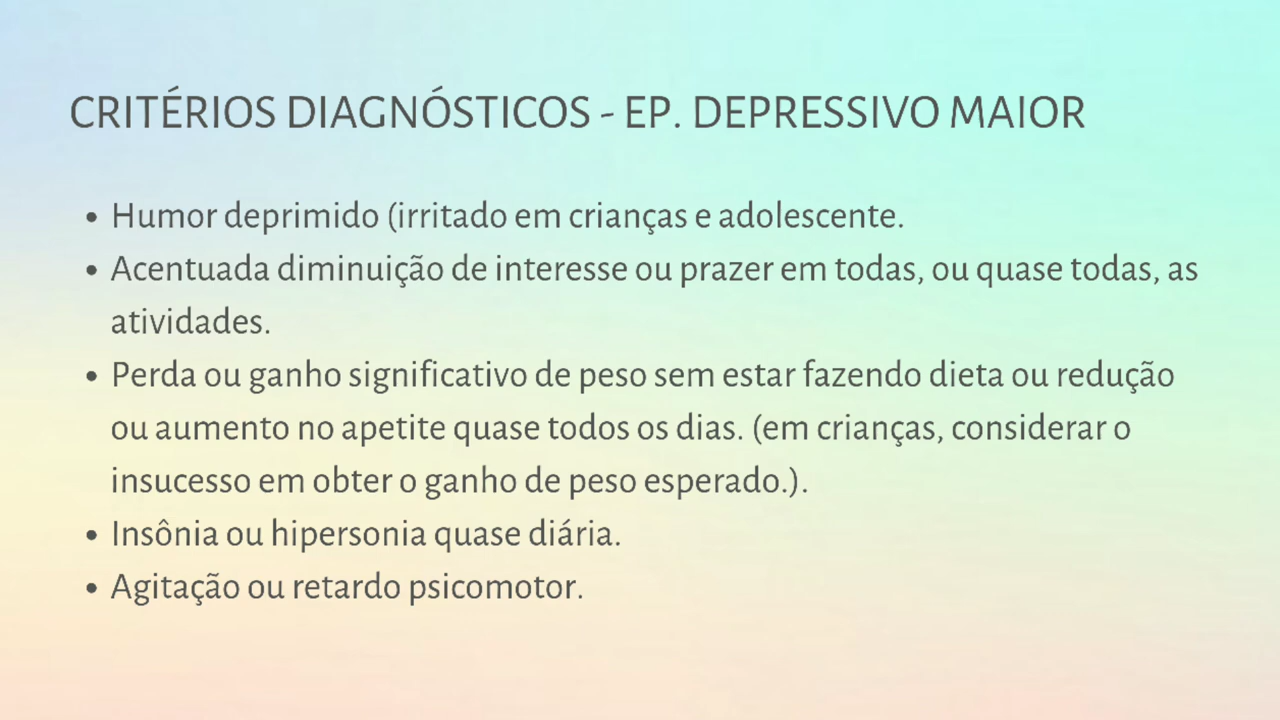 CRITÉRIOS DIAGNÓSTICOS - EP. DEPRESSIVO MAIOR
• Humor deprimido (irritado em crianças e adolescente.
• Acentuada diminuição de interesse ou prazer em todas, ou quase todas, as
atividades.
• Perda ou ganho significativo de peso sem estar fazendo dieta ou redução
ou aumento no apetite quase todos os dias. (em crianças, considerar o
insucesso em obter o ganho de peso esperado.).
• Insônia ou hipersonia quase diária.
• Agitação ou retardo psicomotor.